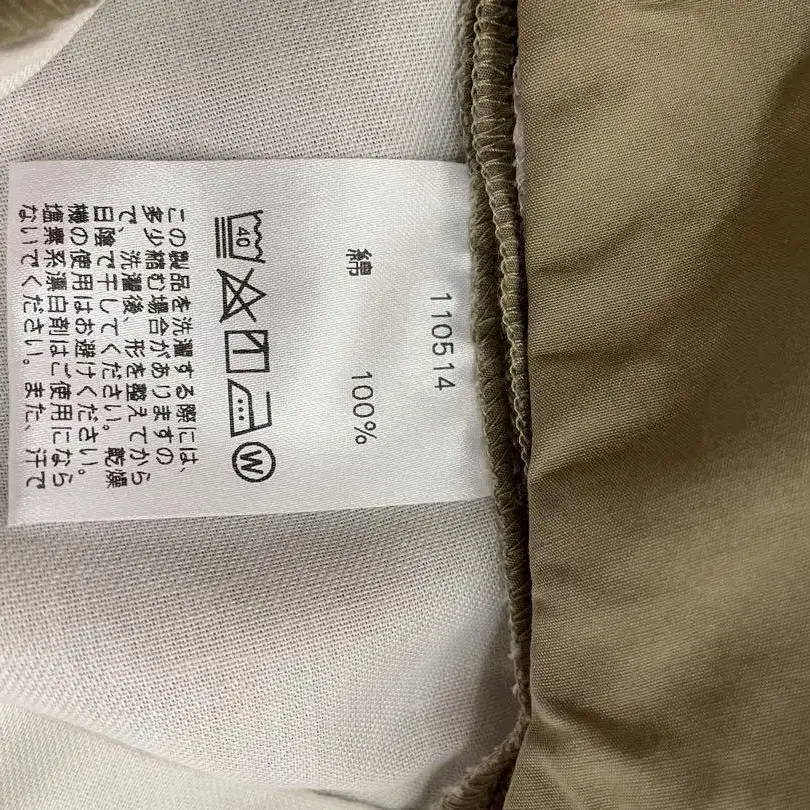 110514
綿 100%
40
W
この製品を洗濯する際には、
多少縮む場合がありますの
で、洗濯後、形を整えてから
日陰で干してください。乾燥
機の使用はお避けください。
塩素系漂白剤はご使用になら
ないでください。また、汗で